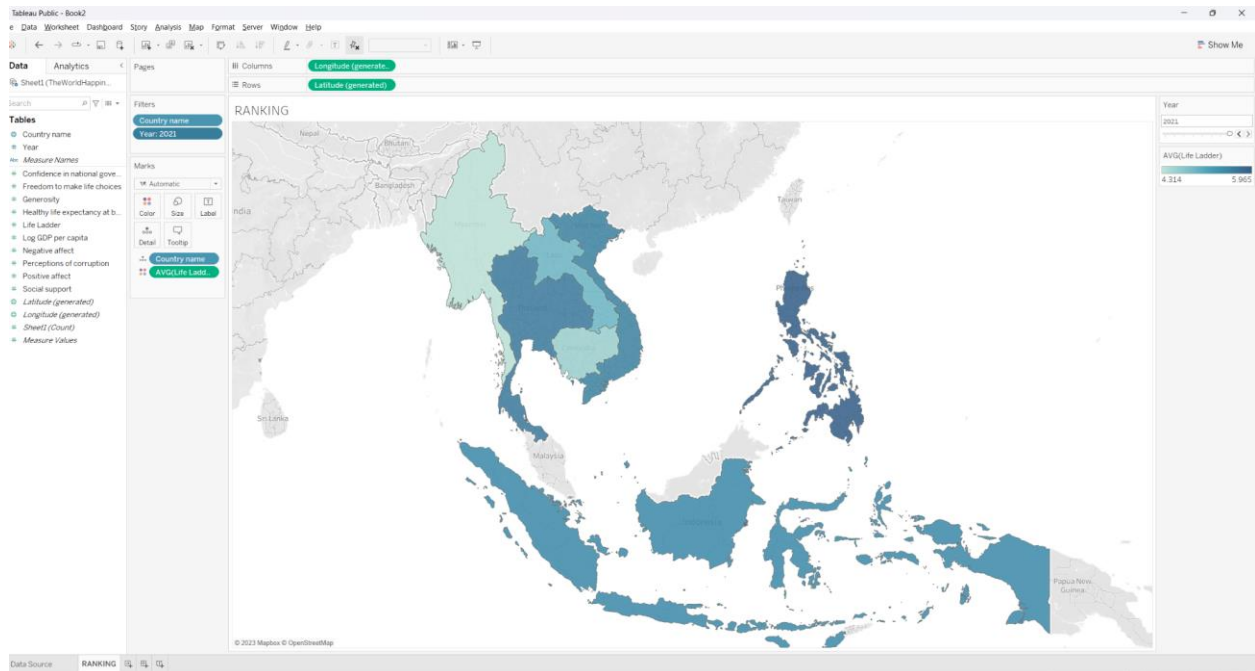 Tableau Public - Book2
e Data Worksheet Dashboard Story Analysis Map Format Server Window Help
Show Me
Data Analytics
Sheet1 (TheWorldHappin...
Search
Tables
Country name
Year
Abc Measure Names
Confidence in national gove...
Freedom to make life choices
Generosity
Healthy life expectancy at b...
Life Ladder
Log GDP per capita
Negative affect
Perceptions of corruption
Positive affect
Social support
Latitude (generated)
Longitude (generated)
Sheet1 (Count)
Measure Values
Pages
Filters
Country name
Year: 2021
Marks
Automatic
Color Size Label
Detail Tooltip
Country name
AVG(Life Ladd..
Columns Longitude (generate..
Rows Latitude (generated)
RANKING
Nepal
Bhutan
Bangladesh
ndia
Taiwan
Sri Lanka
Malaysia
Indonesia
Papua New
Guinea
© 2023 Mapbox © OpenStreetMap
Year
2021
AVG(Life Ladder)
4.314 5.965
Data Source RANKING